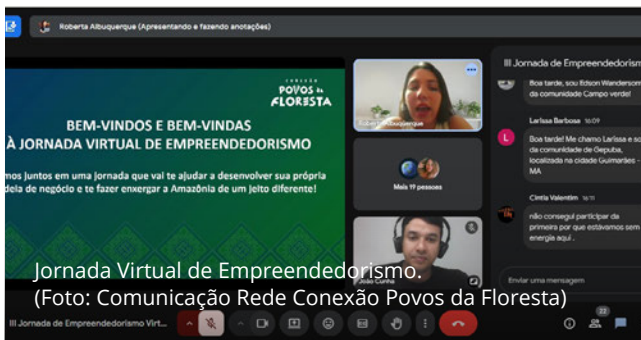 Roberta Albuquerque (Apresentando e fazendo anotações)
CONEXÃO
POVOS DA
FLORESTA
BEM-VINDOS E BEM-VINDAS
À JORNADA VIRTUAL DE EMPREENDEDORISMO
mos juntos em uma jornada que vai te ajudar a desenvolver sua própria
deia de negócio e te fazer enxergar a Amazônia de um jeito diferente!
Roberta Albuquerque
Mais 19 pessoas
João Cunha
III Jornada de Empreendedorism
Boa tarde, sou Edson Wanderson
da comunidade Campo verde!
Larissa Barbosa 16:09
L
Boa tarde! Me chamo Larissa e so
da comunidade de Gepuba,
localizada na cidade Guimarães -
MA
Cintia Valentim 16:11
não consegui participar da
primeira por que estávamos sem
energia aqui .
Enviar uma mensagem
Jornada Virtual de Empreendedorismo.
(Foto: Comunicação Rede Conexão Povos da Floresta)
III Jornada de Empreendedorismo Virt...
22